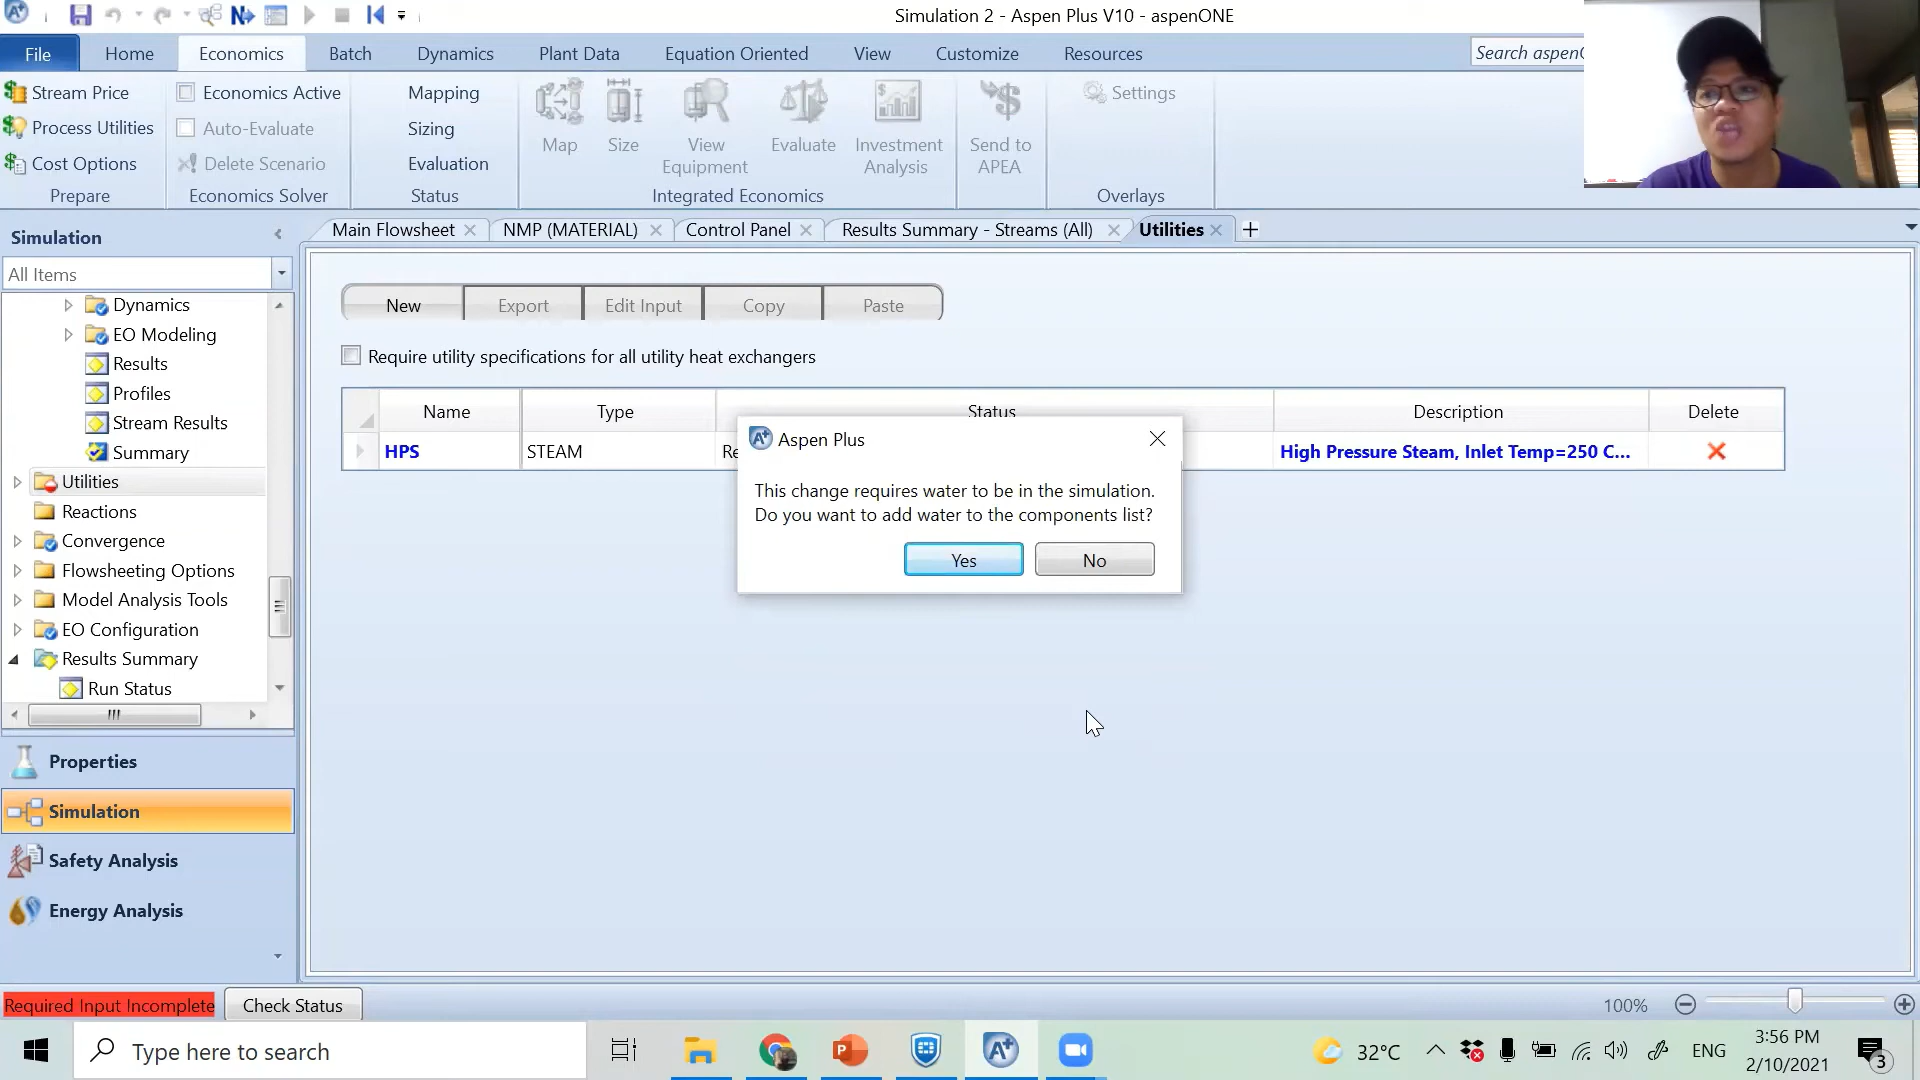 Simulation 2 - Aspen Plus V10 - aspenONE
File Home Economics Batch Dynamics Plant Data Equation Oriented View Customize Resources
Search aspenO
Stream Price
Process Utilities
Cost Options
Prepare
Economics Active
Auto-Evaluate
Delete Scenario
Economics Solver
Mapping
Sizing
Evaluation
Status
Map
Size
View
Equipment
Evaluate
Investment
Analysis
Integrated Economics
Send to
APEA
Settings
Overlays
Simulation
All Items
Dynamics
EO Modeling
Results
Profiles
Stream Results
Summary
Utilities
Reactions
Convergence
Flowsheeting Options
Model Analysis Tools
EO Configuration
Results Summary
Run Status
Properties
Simulation
Safety Analysis
Energy Analysis
Main Flowsheet NMP (MATERIAL) Control Panel Results Summary - Streams (All) Utilities
New Export Edit Input Copy Paste
Require utility specifications for all utility heat exchangers
Name Type Status Description Delete
HPS STEAM Re High Pressure Steam, Inlet Temp=250 C...
Aspen Plus
This change requires water to be in the simulation.
Do you want to add water to the components list?
Yes No
Required Input Incomplete Check Status 100%
Type here to search
32°C ENG
3:56 PM
2/10/2021
3